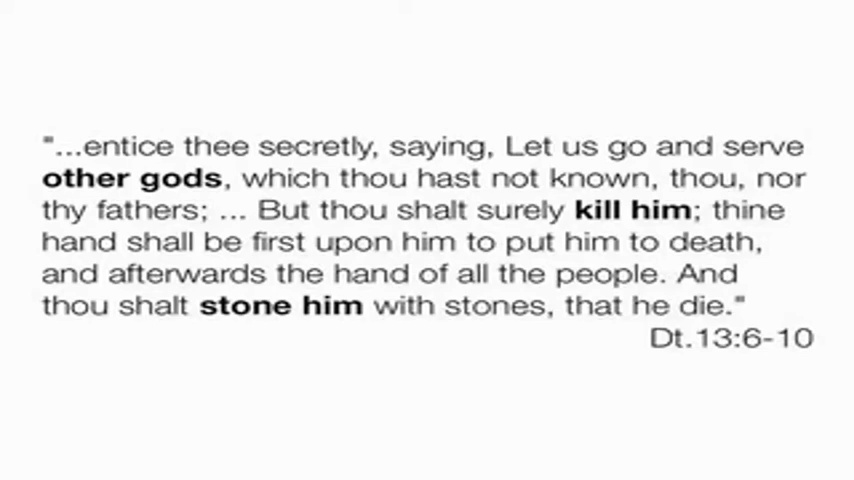 "...entice thee secretly, saying, Let us go and serve
other gods, which thou hast not known, thou, nor
thy fathers; ... But thou shalt surely kill him; thine
hand shall be first upon him to put him to death,
and afterwards the hand of all the people. And
thou shalt stone him with stones, that he die."
Dt.13:6-10